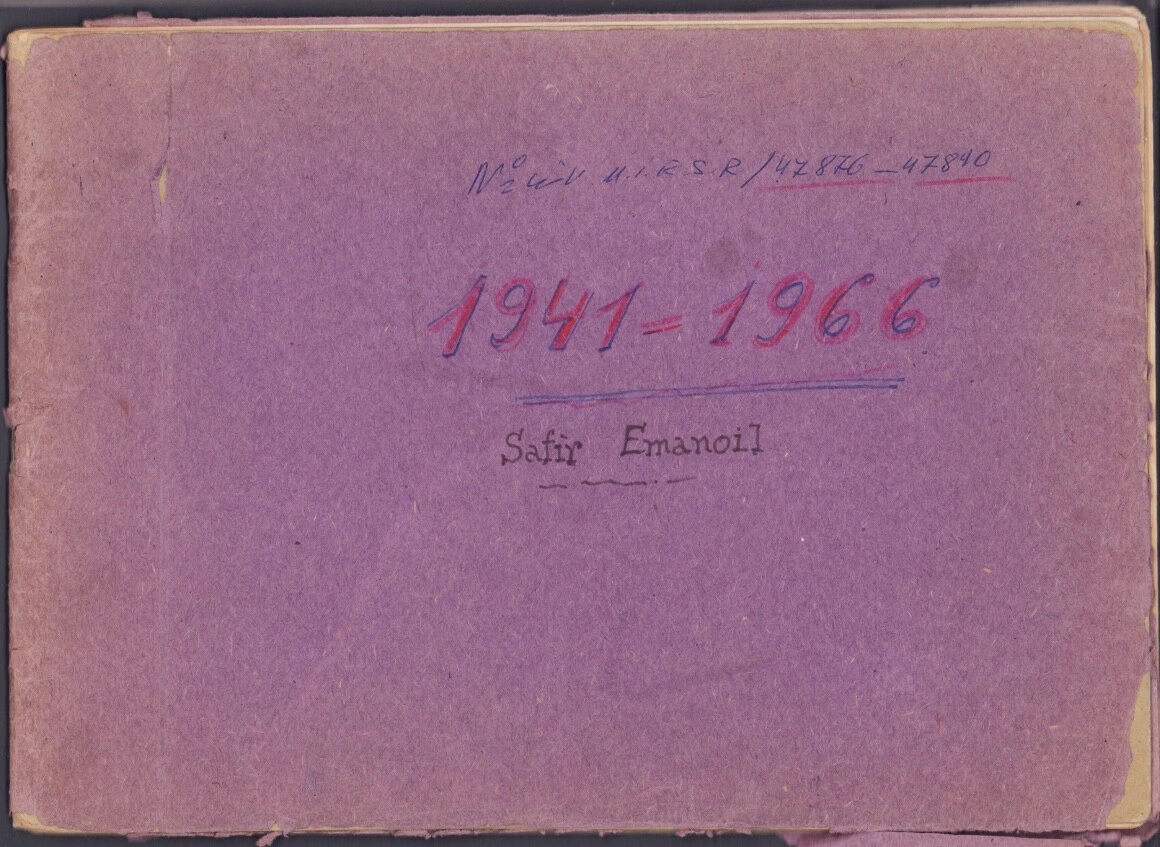 Nº inv M.I.R.S.R/47876-47890
1941-1966
Safir Emanoil